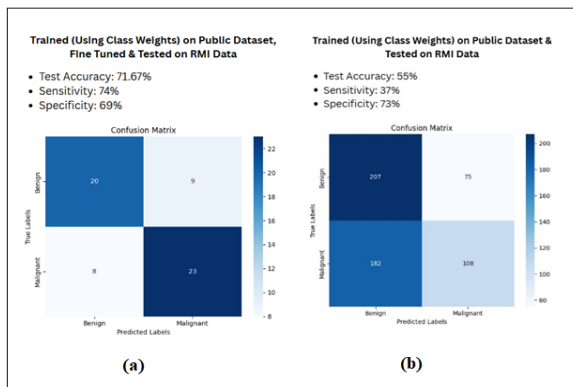 Trained (Using Class Weights) on Public Dataset,
Fine Tuned & Tested on RMI Data
• Test Accuracy: 71.67%
• Sensitivity: 74%
• Specificity: 69%
Confusion Matrix
Benign
20
9
Malignant
8
23
True Labels
Benign
Malignant
Predicted Labels
22
20
18
16
14
12
10
8
(a)
Trained (Using Class Weights) on Public Dataset &
Tested on RMI Data
• Test Accuracy: 55%
• Sensitivity: 37%
• Specificity: 73%
Confusion Matrix
Benign
207
75
Malignant
182
108
True Labels
Benign
Malignant
Predicted Labels
200
180
160
140
120
100
80
(b)